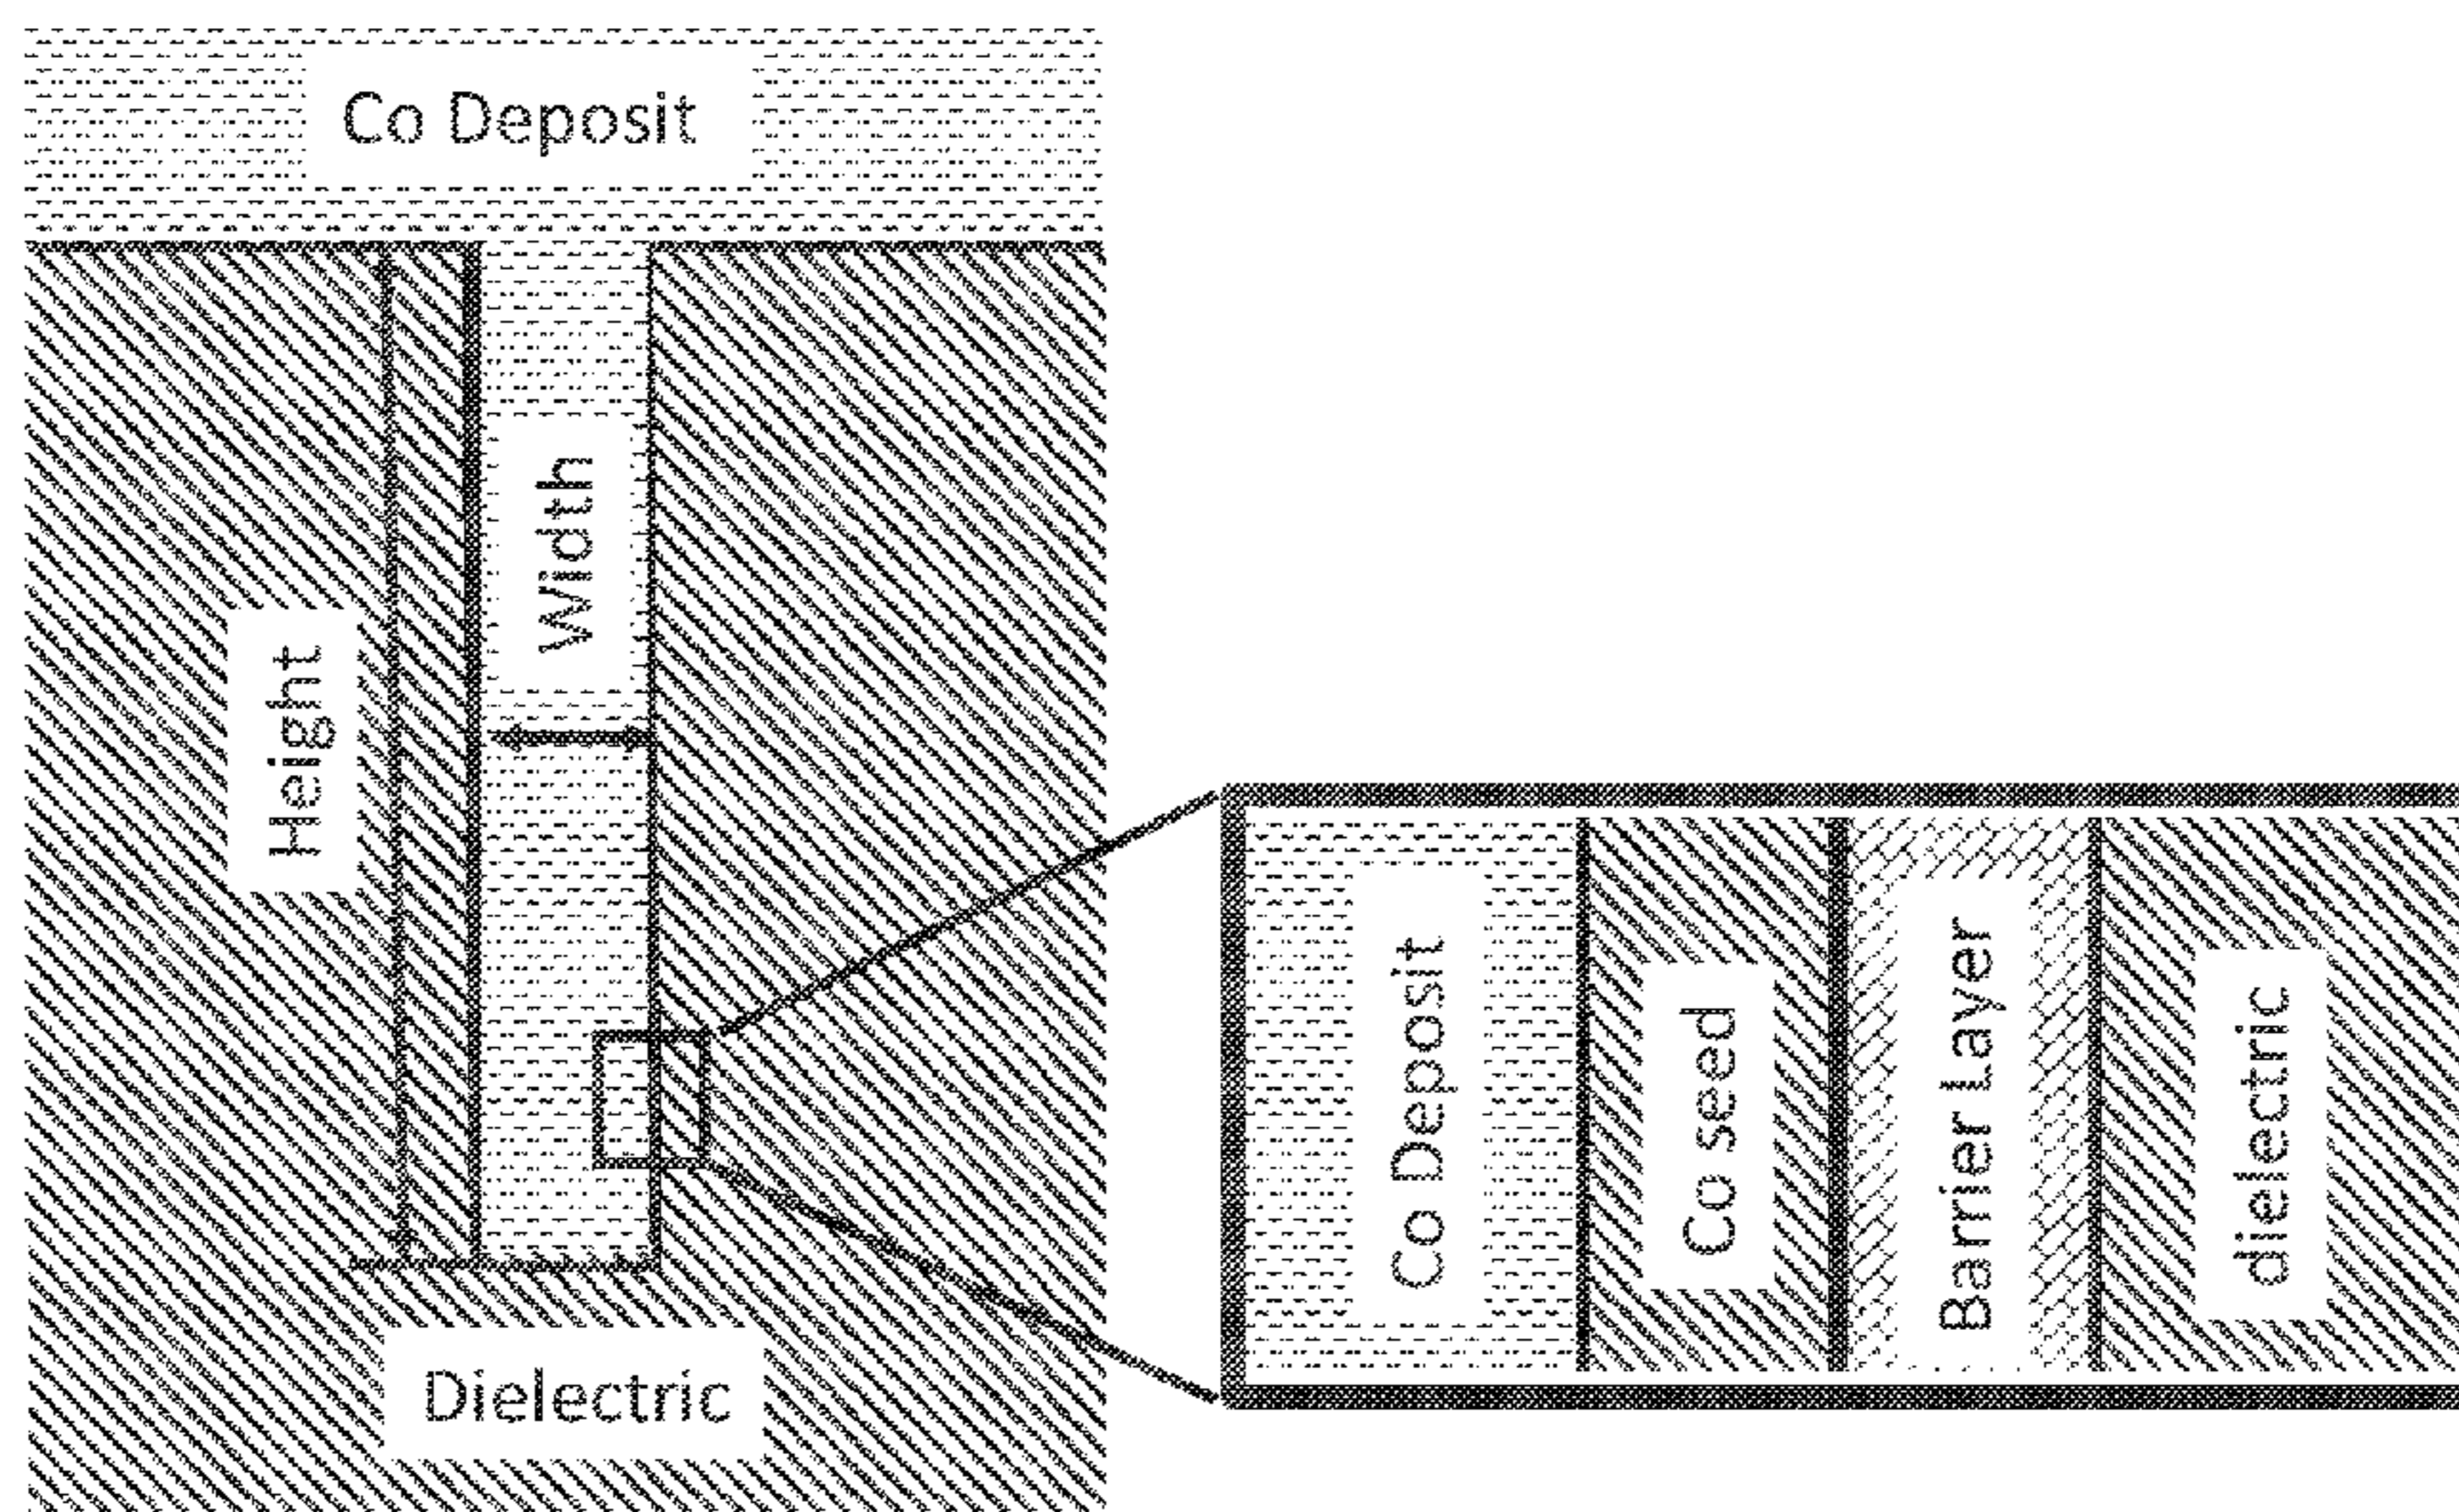 Co Deposit
Height
Width
Dielectric
Co Deposit
Co seed
Barrier Layer
dielectric